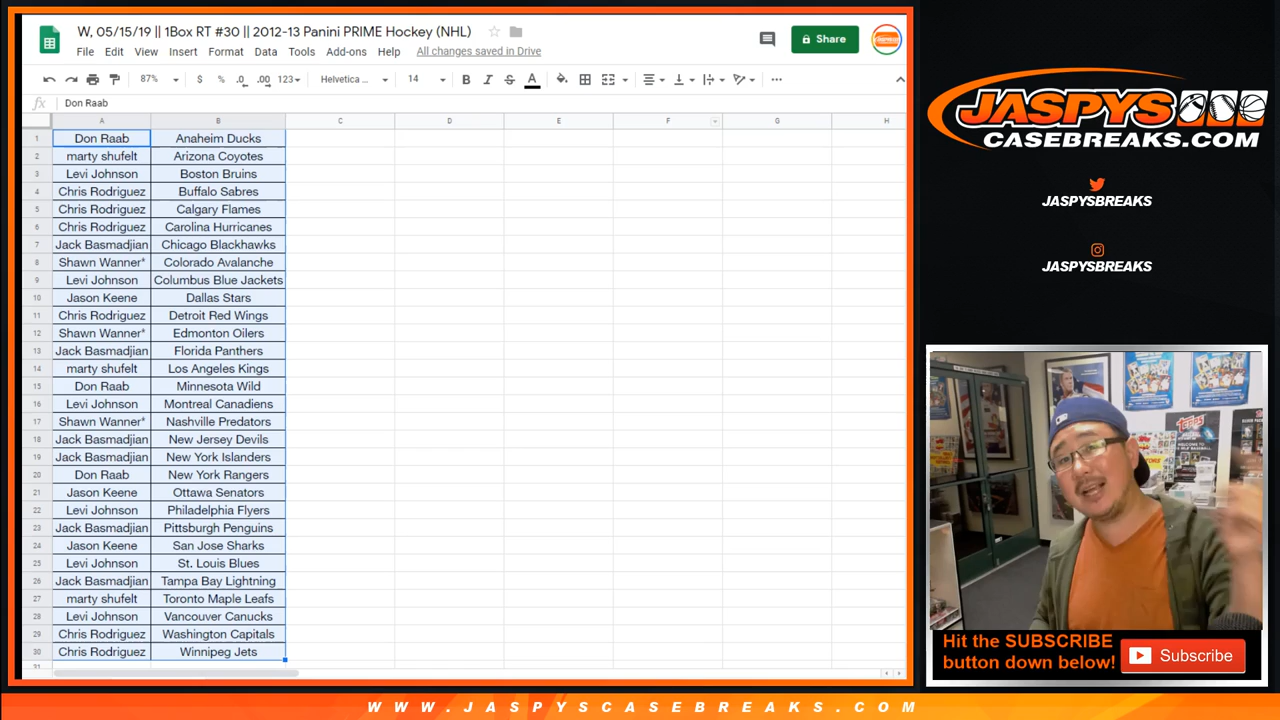 W, 05/15/19 || 1Box RT #30 || 2012-13 Panini PRIME Hockey (NHL)
File Edit View Insert Format Data Tools Add-ons Help All changes saved in Drive
Share
87% $ % .0 .00 123 Helvetica ... 14 B I S A
fx Don Raab
A B C D E F G H
1 Don Raab Anaheim Ducks
2 marty shufelt Arizona Coyotes
3 Levi Johnson Boston Bruins
4 Chris Rodriguez Buffalo Sabres
5 Chris Rodriguez Calgary Flames
6 Chris Rodriguez Carolina Hurricanes
7 Jack Basmadjian Chicago Blackhawks
8 Shawn Wanner* Colorado Avalanche
9 Levi Johnson Columbus Blue Jackets
10 Jason Keene Dallas Stars
11 Chris Rodriguez Detroit Red Wings
12 Shawn Wanner* Edmonton Oilers
13 Jack Basmadjian Florida Panthers
14 marty shufelt Los Angeles Kings
15 Don Raab Minnesota Wild
16 Levi Johnson Montreal Canadiens
17 Shawn Wanner* Nashville Predators
18 Jack Basmadjian New Jersey Devils
19 Jack Basmadjian New York Islanders
20 Don Raab New York Rangers
21 Jason Keene Ottawa Senators
22 Levi Johnson Philadelphia Flyers
23 Jack Basmadjian Pittsburgh Penguins
24 Jason Keene San Jose Sharks
25 Levi Johnson St. Louis Blues
26 Jack Basmadjian Tampa Bay Lightning
27 marty shufelt Toronto Maple Leafs
28 Levi Johnson Vancouver Canucks
29 Chris Rodriguez Washington Capitals
30 Chris Rodriguez Winnipeg Jets
31
JASPYS
CASEBREAKS.COM
JASPYSBREAKS
JASPYSBREAKS
Topps
Hit the SUBSCRIBE
button down below!
Subscribe
WWW.JASPYSCASEBREAKS.COM